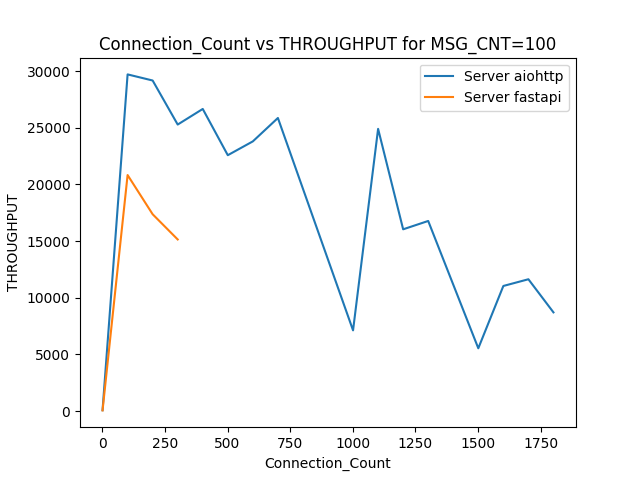 Connection_Count vs THROUGHPUT for MSG_CNT=100
Server aiohttp
Server fastapi
THROUGHPUT
30000
25000
20000
15000
10000
5000
0
0 250 500 750 1000 1250 1500 1750
Connection_Count